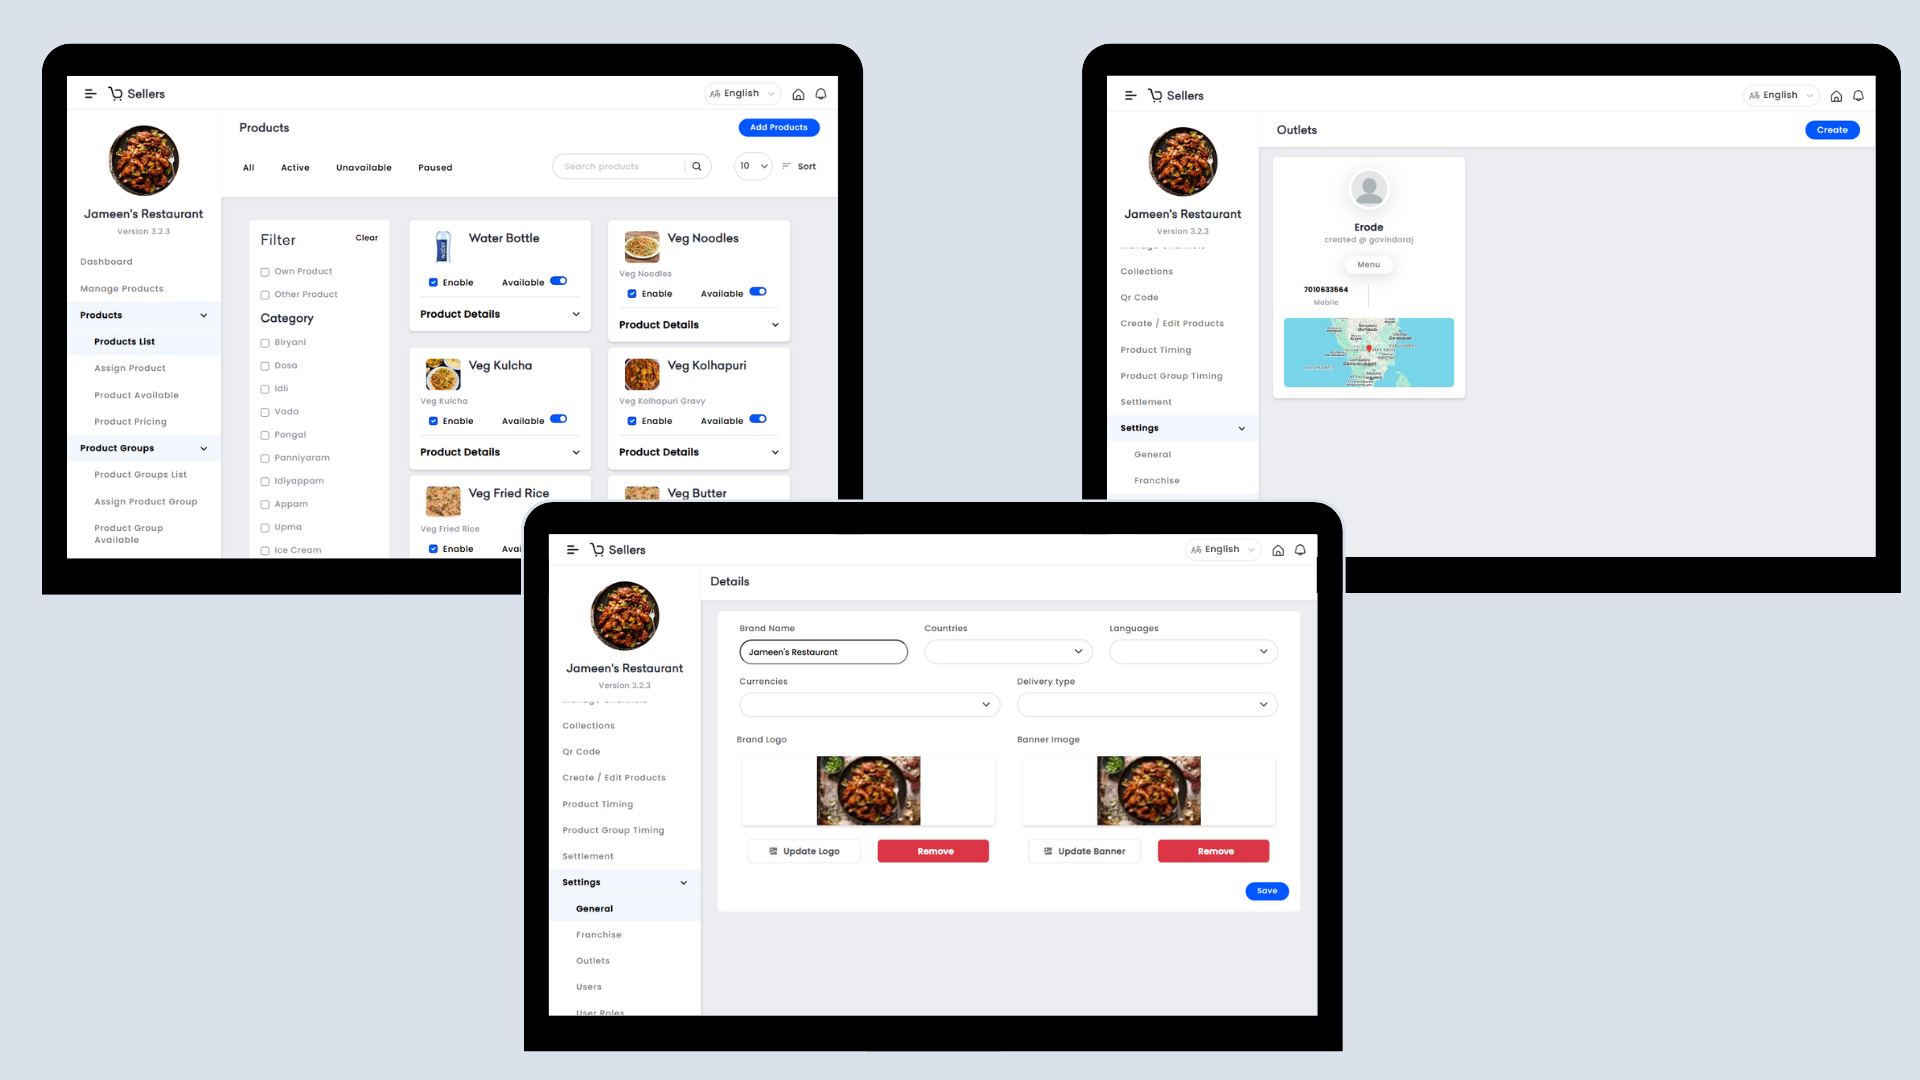 Sellers
English
Jameen's Restaurant
Version 3.2.3
Dashboard
Manage Products
Products
Products List
Assign Product
Product Available
Product Pricing
Product Groups
Product Groups List
Assign Product Group
Product Group
Available
Products
Add Products
All
Active
Unavailable
Paused
Search products
10
Sort
Filter
Clear
Own Product
Other Product
Category
Biryani
Dosa
Idli
Vada
Pongal
Panniyaram
Idiyappam
Appam
Upma
Ice Cream
Water Bottle
Enable
Available
Product Details
Veg Noodles
Veg Noodles
Enable
Available
Product Details
Veg Kulcha
Veg Kulcha
Enable
Available
Product Details
Veg Kolhapuri
Veg Kolhapuri Gravy
Enable
Available
Product Details
Veg Fried Rice
Veg Fried Rice
Enable
Veg Butter
Sellers
English
Jameen's Restaurant
Version 3.2.3
Collections
Qr Code
Create / Edit Products
Product Timing
Product Group Timing
Settlement
Settings
General
Franchise
Outlets
Create
Erode
created @ govindaraj
Menu
7010633564
Mobile
Sellers
English
Jameen's Restaurant
Version 3.2.3
Collections
Qr Code
Create / Edit Products
Product Timing
Product Group Timing
Settlement
Settings
General
Franchise
Outlets
Users
User Roles
Details
Brand Name
Countries
Languages
Jameen's Restaurant
Currencies
Delivery type
Brand Logo
Banner Image
Update Logo
Remove
Update Banner
Remove
Save